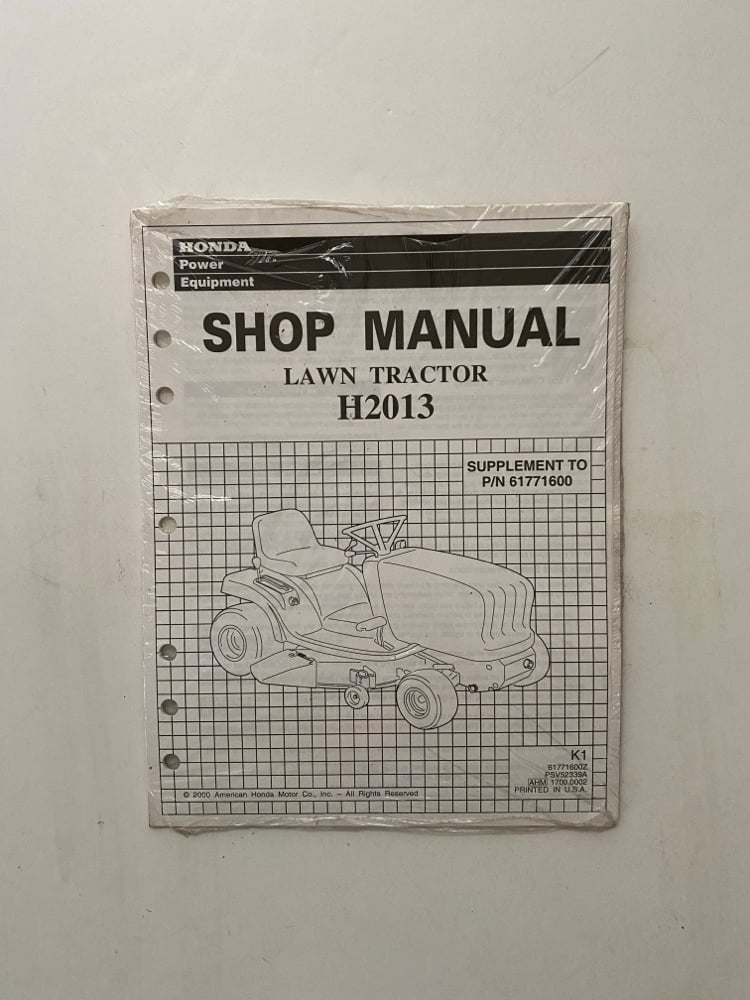 HONDA
Power
Equipment
SHOP MANUAL
LAWN TRACTOR
H2013
SUPPLEMENT TO
P/N 61771600
K1
61771600Z
PSV52339A
AHM 1700.0002
PRINTED IN U.S.A.
© 2000 American Honda Motor Co., Inc. – All Rights Reserved